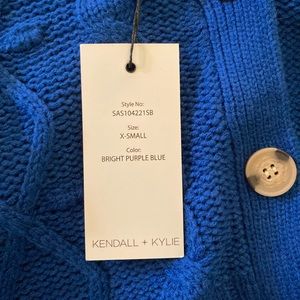 Style No:
SAS104221SB
Size:
X-SMALL
Color:
BRIGHT PURPLE BLUE
KENDALL + KYLIE